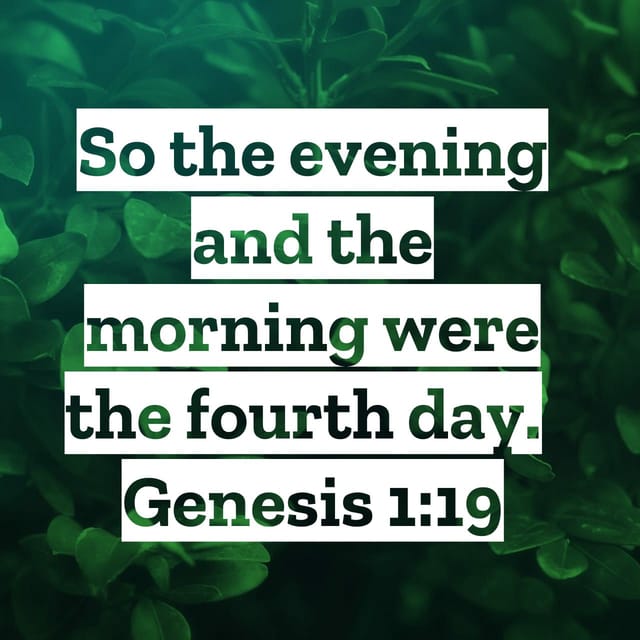 So the evening
and the
morning were
the fourth day.
Genesis 1:19